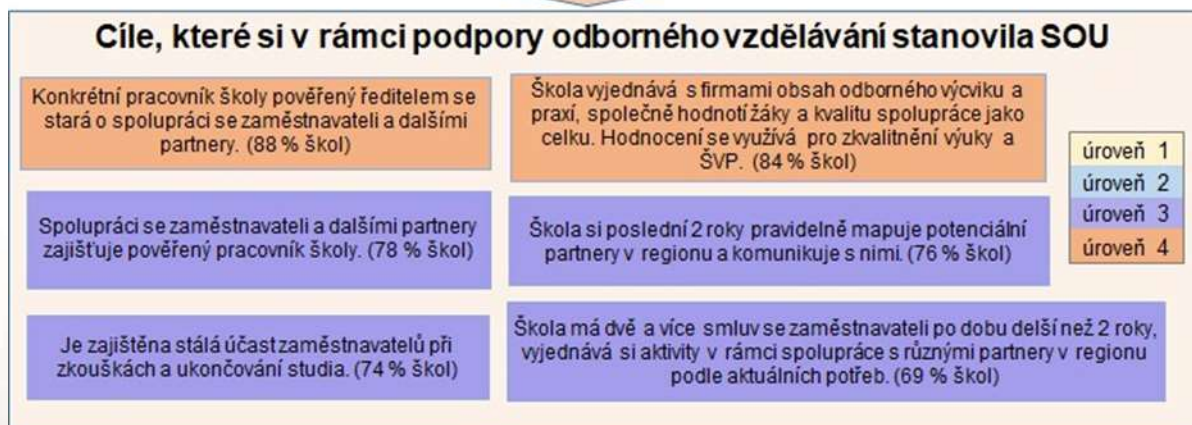 Cíle, které si v rámci podpory odborného vzdělávání stanovila SOU
Konkrétní pracovník školy pověřený ředitelem se
stará o spolupráci se zaměstnavateli a dalšími
partnery. (88 % škol)
Škola vyjednává s firmami obsah odborného výcviku a
praxí, společně hodnotí žáky a kvalitu spolupráce jako
celku. Hodnocení se využívá pro zkvalitnění výuky a
ŠVP. (84 % škol)
Spolupráci se zaměstnavateli a dalšími partnery
zajišťuje pověřený pracovník školy. (78 % škol)
Škola si poslední 2 roky pravidelně mapuje potenciální
partnery v regionu a komunikuje s nimi. (76 % škol)
Je zajištěna stálá účast zaměstnavatelů při
zkouškách a ukončování studia. (74 % škol)
Škola má dvě a více smluv se zaměstnavateli po dobu delší než 2 roky,
vyjednává si aktivity v rámci spolupráce s různými partnery v regionu
podle aktuálních potřeb. (69 % škol)
úroveň 1
úroveň 2
úroveň 3
úroveň 4